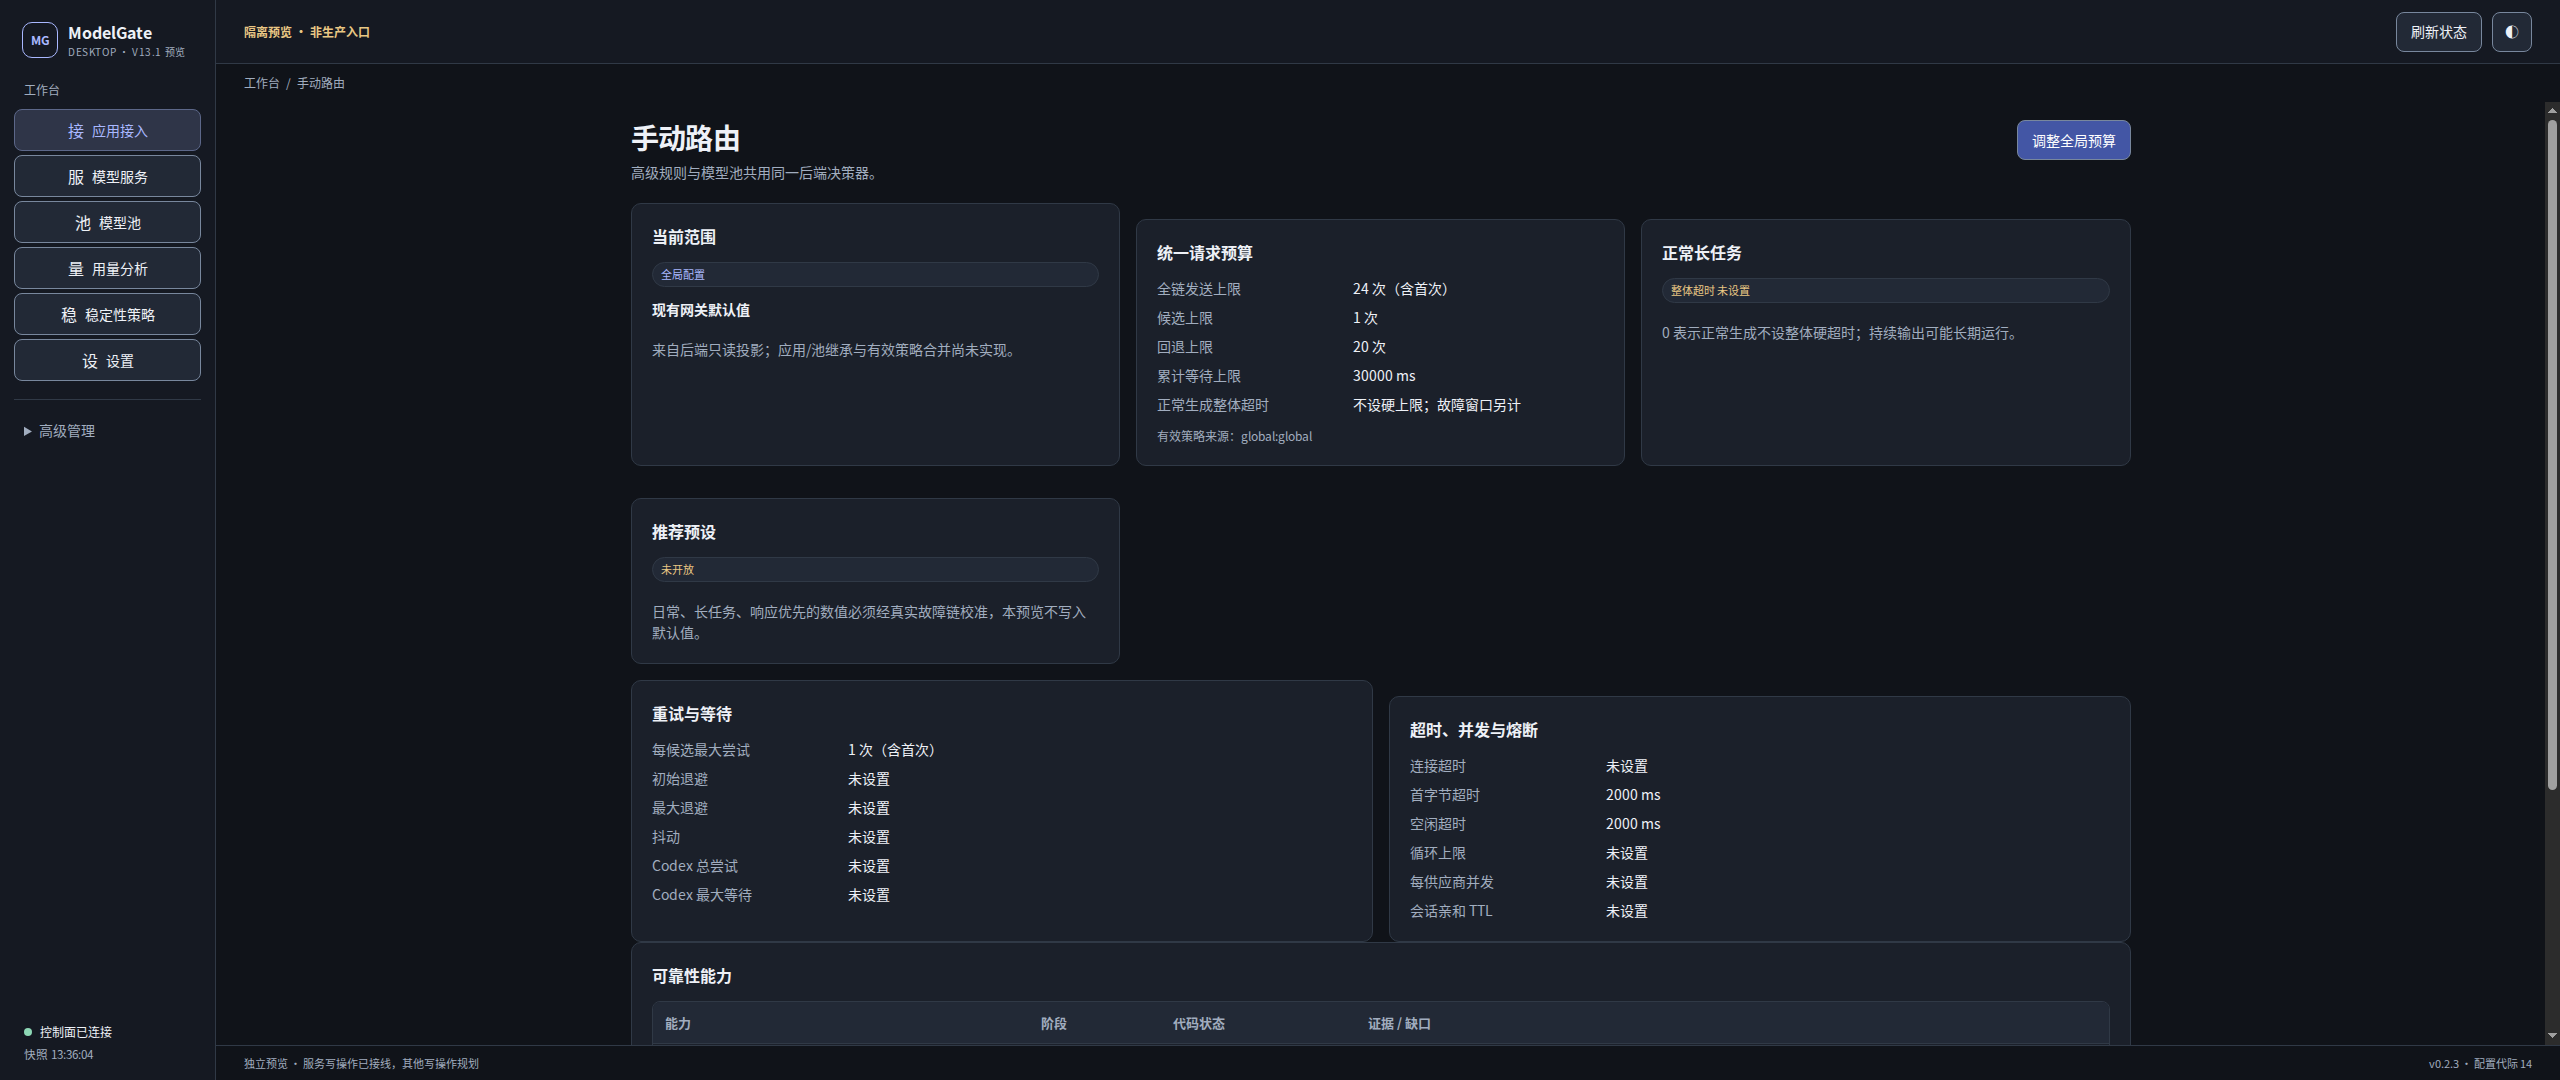 MG
ModelGate
DESKTOP · V13.1 预览
工作台
接 应用接入
服 模型服务
池 模型池
量 用量分析
稳 稳定性策略
设 设置
▶ 高级管理
控制面已连接
快照 13:36:04
隔离预览 · 非生产入口
刷新状态
工作台 / 手动路由
手动路由
高级规则与模型池共用同一后端决策器。
调整全局预算
当前范围
全局配置
现有网关默认值
来自后端只读投影；应用/池继承与有效策略合并尚未实现。
统一请求预算
全链发送上限 24 次（含首次）
候选上限 1 次
回退上限 20 次
累计等待上限 30000 ms
正常生成整体超时 不设硬上限；故障窗口另计
有效策略来源：global:global
正常长任务
整体超时 未设置
0 表示正常生成不设整体硬超时；持续输出可能长期运行。
推荐预设
未开放
日常、长任务、响应优先的数值必须经真实故障链校准，本预览不写入
默认值。
重试与等待
每候选最大尝试 1 次（含首次）
初始退避 未设置
最大退避 未设置
抖动 未设置
Codex 总尝试 未设置
Codex 最大等待 未设置
超时、并发与熔断
连接超时 未设置
首字节超时 2000 ms
空闲超时 2000 ms
循环上限 未设置
每供应商并发 未设置
会话亲和 TTL 未设置
可靠性能力
能力 阶段 代码状态 证据 / 缺口
独立预览 · 服务写操作已接线，其他写操作规划
v0.2.3 · 配置代际 14